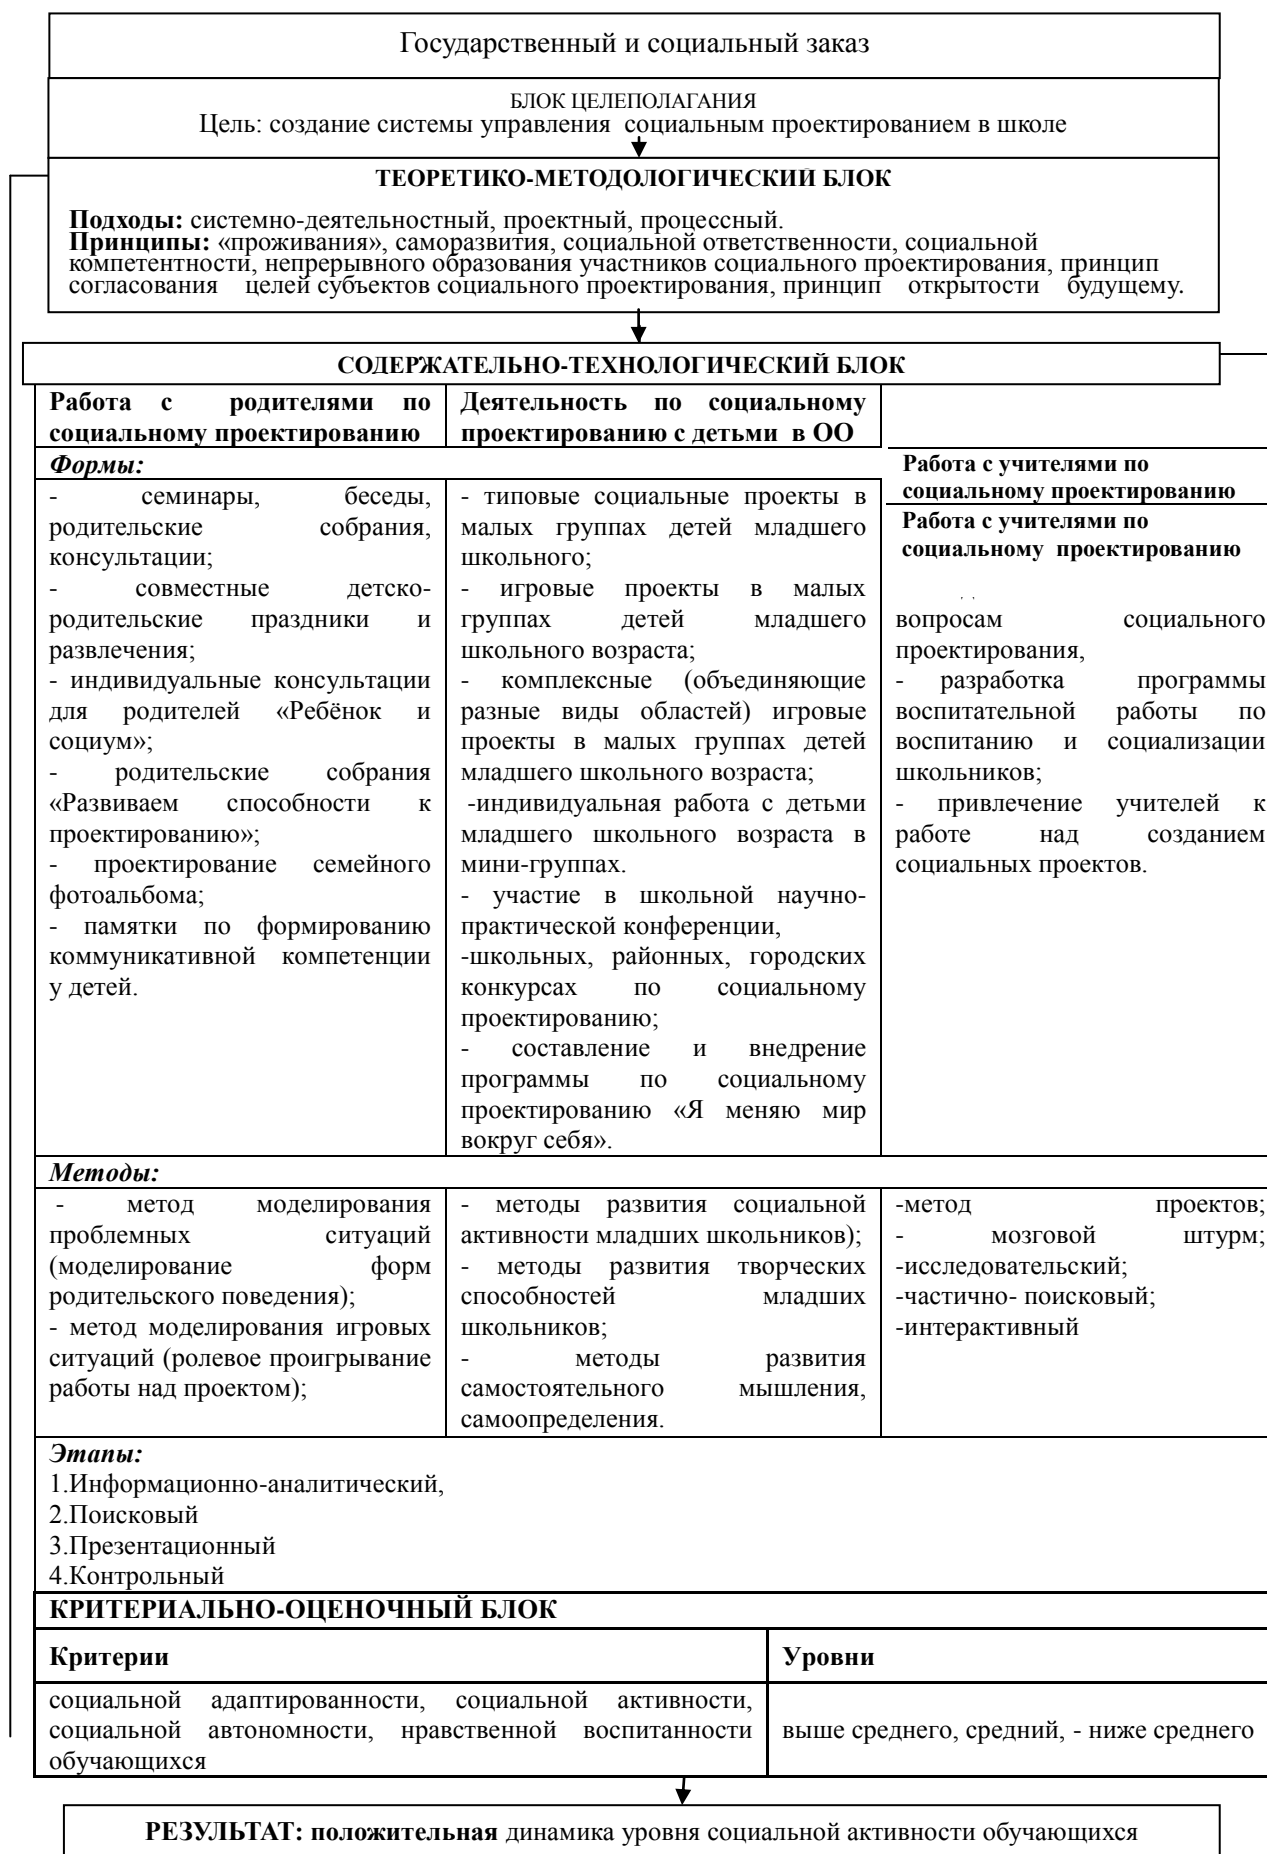 Государственный и социальный заказ
БЛОК ЦЕЛЕПОЛАГАНИЯ
Цель: создание системы управления социальным проектированием в школе
ТЕОРЕТИКО-МЕТОДОЛОГИЧЕСКИЙ БЛОК
Подходы: системно-деятельностный, проектный, процессный.
Принципы: «проживания», саморазвития, социальной ответственности, социальной
компетентности, непрерывного образования участников социального проектирования, принцип
согласования целей субъектов социального проектирования, принцип открытости будущему.
СОДЕРЖАТЕЛЬНО-ТЕХНОЛОГИЧЕСКИЙ БЛОК
Работа с родителями по
социальному проектированию
Деятельность по социальному
проектированию с детьми в ОО
Работа с учителями по
социальному проектированию
Работа с учителями по
социальному проектированию
Формы:
- семинары, беседы,
родительские собрания,
консультации;
- совместные детско-
родительские праздники и
развлечения;
- индивидуальные консультации
для родителей «Ребёнок и
социум»;
- родительские собрания
«Развиваем способности к
проектированию»;
- проектирование семейного
фотоальбома;
- памятки по формированию
коммуникативной компетенции
у детей.
- типовые социальные проекты в
малых группах детей младшего
школьного;
- игровые проекты в малых
группах детей младшего
школьного возраста;
- комплексные (объединяющие
разные виды областей) игровые
проекты в малых группах детей
младшего школьного возраста;
-индивидуальная работа с детьми
младшего школьного возраста в
мини-группах.
- участие в школьной научно-
практической конференции,
-школьных, районных, городских
конкурсах по социальному
проектированию;
- составление и внедрение
программы по социальному
проектированию «Я меняю мир
вокруг себя».
вопросам социального
проектирования,
- разработка программы
воспитательной работы по
воспитанию и социализации
школьников;
- привлечение учителей к
работе над созданием
социальных проектов.
Методы:
- метод моделирования
проблемных ситуаций
(моделирование форм
родительского поведения);
- метод моделирования игровых
ситуаций (ролевое проигрывание
работы над проектом);
- методы развития социальной
активности младших школьников);
- методы развития творческих
способностей младших
школьников;
- методы развития
самостоятельного мышления,
самоопределения.
-метод проектов;
- мозговой штурм;
-исследовательский;
-частично- поисковый;
-интерактивный
Этапы:
1.Информационно-аналитический,
2.Поисковый
3.Презентационный
4.Контрольный
КРИТЕРИАЛЬНО-ОЦЕНОЧНЫЙ БЛОК
Критерии
Уровни
социальной адаптированности, социальной активности,
социальной автономности, нравственной воспитанности
обучающихся
выше среднего, средний, - ниже среднего
РЕЗУЛЬТАТ: положительная динамика уровня социальной активности обучающихся